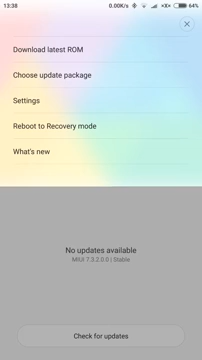 13:38
0.00K/s
64%
Download latest ROM
Choose update package
Settings
Reboot to Recovery mode
What's new
No updates available
MIUI 7.3.2.0.0 | Stable
Check for updates